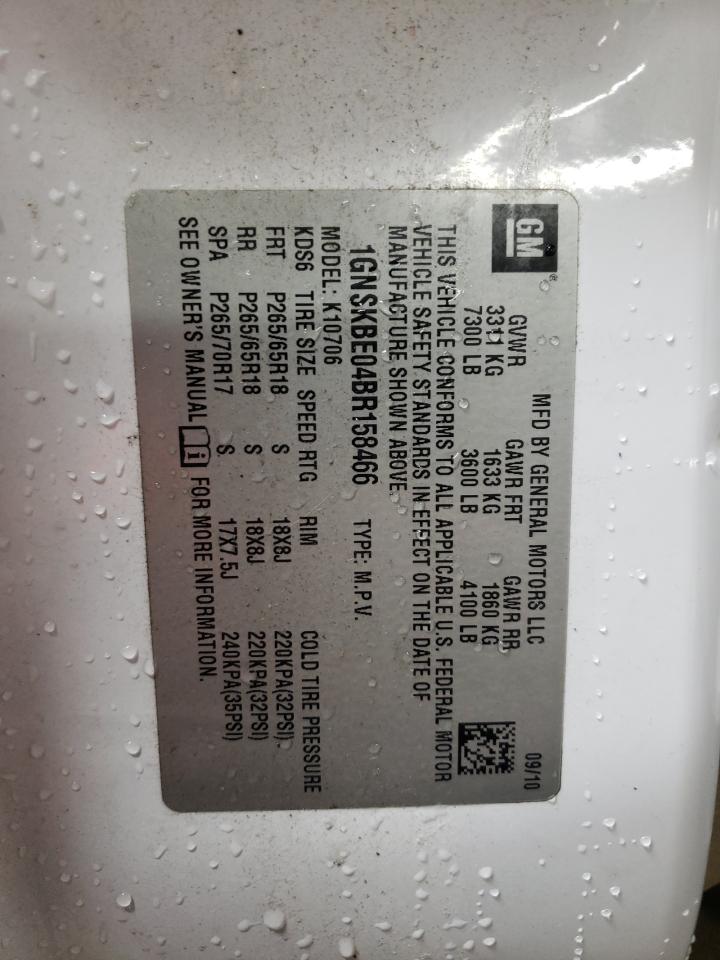 GM®
MFD BY GENERAL MOTORS LLC 09/10
GVWR GAWR FRT GAWR RR
3311 KG 1633 KG 1860 KG
7300 LB 3600 LB 4100 LB
THIS VEHICLE CONFORMS TO ALL APPLICABLE U.S. FEDERAL MOTOR
VEHICLE SAFETY STANDARDS IN EFFECT ON THE DATE OF
MANUFACTURE SHOWN ABOVE.
1GNSKBE04BR158466 TYPE: M.P.V.
MODEL: K10706
KDS6 TIRE SIZE SPEED RTG RIM COLD TIRE PRESSURE
FRT P265/65R18 S 18X8J 220KPA(32PSI)
RR P265/65R18 S 18X8J 220KPA(32PSI)
SPA P265/70R17 S 17X7.5J 240KPA(35PSI)
SEE OWNER'S MANUAL FOR MORE INFORMATION.